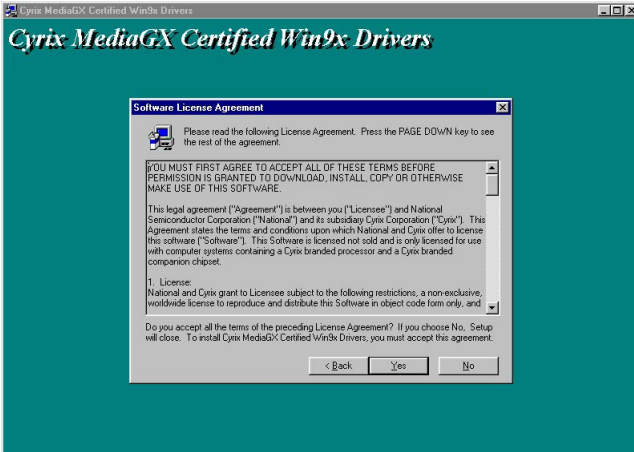 Cyrix MediaGX Certified Win9x Drivers
Cyrix MediaGX Certified Win9x Drivers
Software License Agreement
Please read the following License Agreement. Press the PAGE DOWN key to see
the rest of the agreement.
YOU MUST FIRST AGREE TO ACCEPT ALL OF THESE TERMS BEFORE
PERMISSION IS GRANTED TO DOWNLOAD, INSTALL, COPY OR OTHERWISE
MAKE USE OF THIS SOFTWARE.
This legal agreement ("Agreement") is between you ("Licensee") and National
Semiconductor Corporation ("National") and its subsidiary Cyrix Corporation ("Cyrix"). This
Agreement states the terms and conditions upon which National and Cyrix offer to license
this software ("Software"). This Software is licensed not sold and is only licensed for use
with computer systems containing a Cyrix branded processor and a Cyrix branded
companion chipset.
1. License:
National and Cyrix grant to Licensee subject to the following restrictions, a non-exclusive,
worldwide license to reproduce and distribute this Software in object code form only, and
Do you accept all the terms of the preceding License Agreement? If you choose No, Setup
will close. To install Cyrix MediaGX Certified Win9x Drivers, you must accept this agreement.
< Back
Yes
No